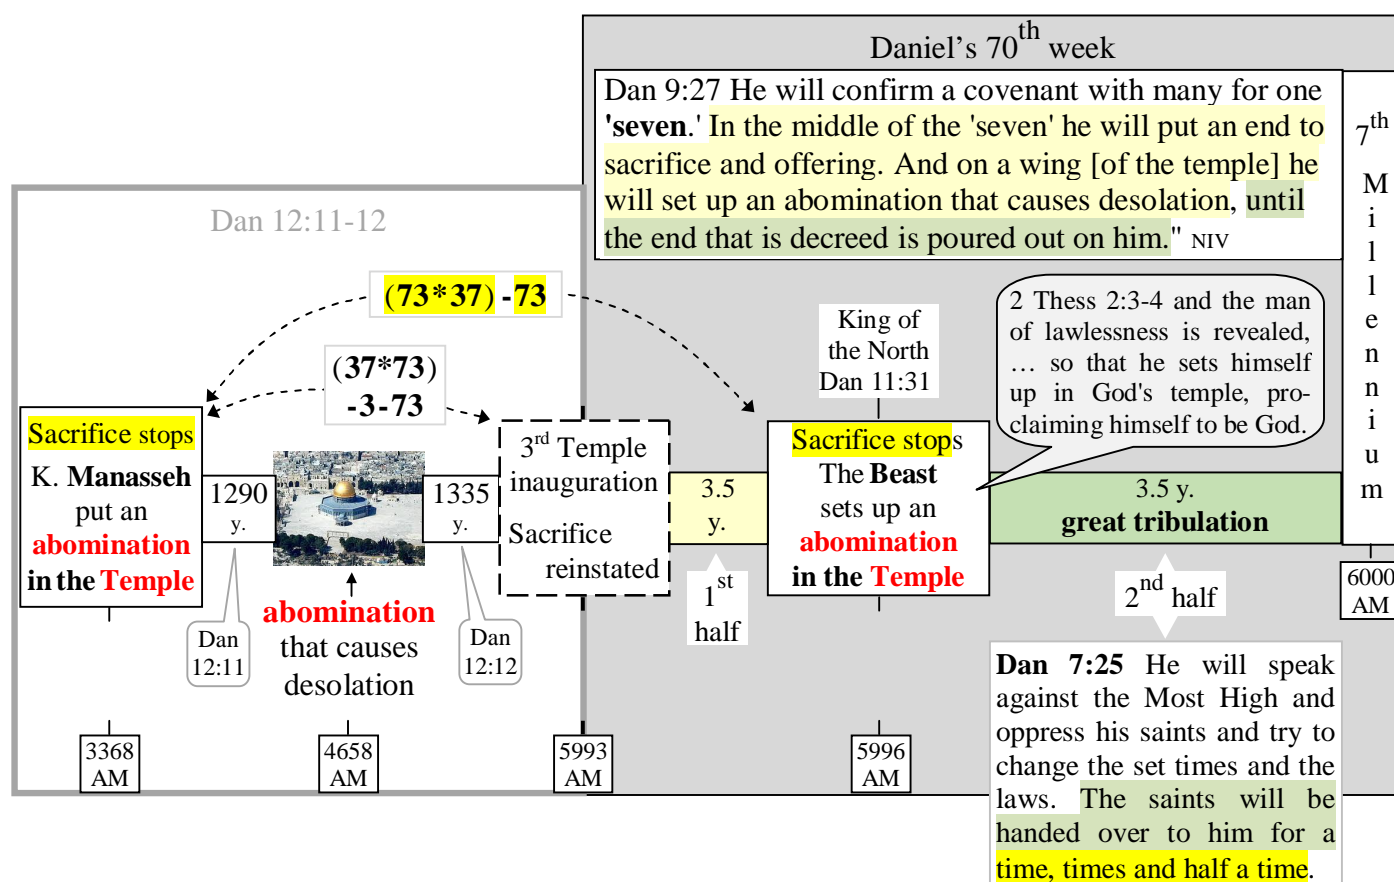 Daniel's 70th week
Dan 9:27 He will confirm a covenant with many for one
'seven.' In the middle of the 'seven' he will put an end to
sacrifice and offering. And on a wing [of the temple] he
will set up an abomination that causes desolation, until
the end that is decreed is poured out on him." NIV
7th
M
i
l
l
e
n
n
i
u
m
Dan 12:11-12
(73*37) -73
(37*73)
-3-73
King of
the North
Dan 11:31
2 Thess 2:3-4 and the man
of lawlessness is revealed,
… so that he sets himself
up in God's temple, pro-
claiming himself to be God.
Sacrifice stops
K. Manasseh
put an
abomination
in the Temple
1290
y.
1335
y.
3rd Temple
inauguration
Sacrifice
reinstated
3.5
y.
Sacrifice stops
The Beast
sets up an
abomination
in the Temple
3.5 y.
great tribulation
6000
AM
Dan
12:11
abomination
that causes
desolation
Dan
12:12
1st
half
2nd half
Dan 7:25 He will speak
against the Most High and
oppress his saints and try to
change the set times and the
laws. The saints will be
handed over to him for a
time, times and half a time.
3368
AM
4658
AM
5993
AM
5996
AM